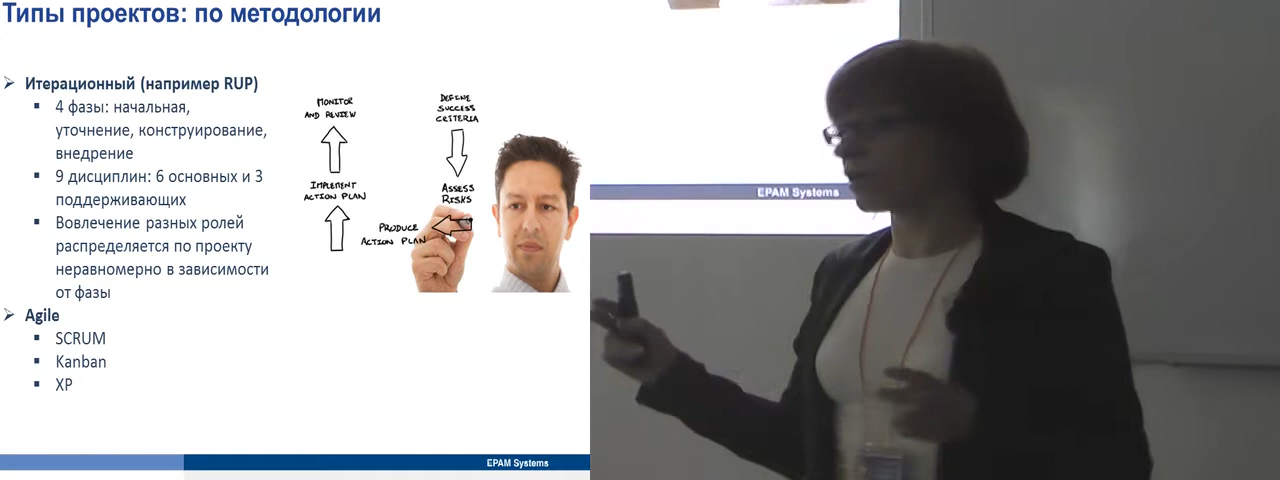 Типы проектов: по методологии
Итерационный (например RUP)
4 фазы: начальная,
уточнение, конструирование,
внедрение
9 дисциплин: 6 основных и 3
поддерживающих
Вовлечение разных ролей
распределяется по проекту
неравномерно в зависимости
от фазы
Agile
SCRUM
Kanban
XP
MONITOR
AND REVIEW
DEFINE
SUCCESS
CRITERIA
IMPLEMENT
ACTION PLAN
ASSESS
RISKS
PRODUCE
ACTION PLAN
EPAM Systems
EPAM Systems